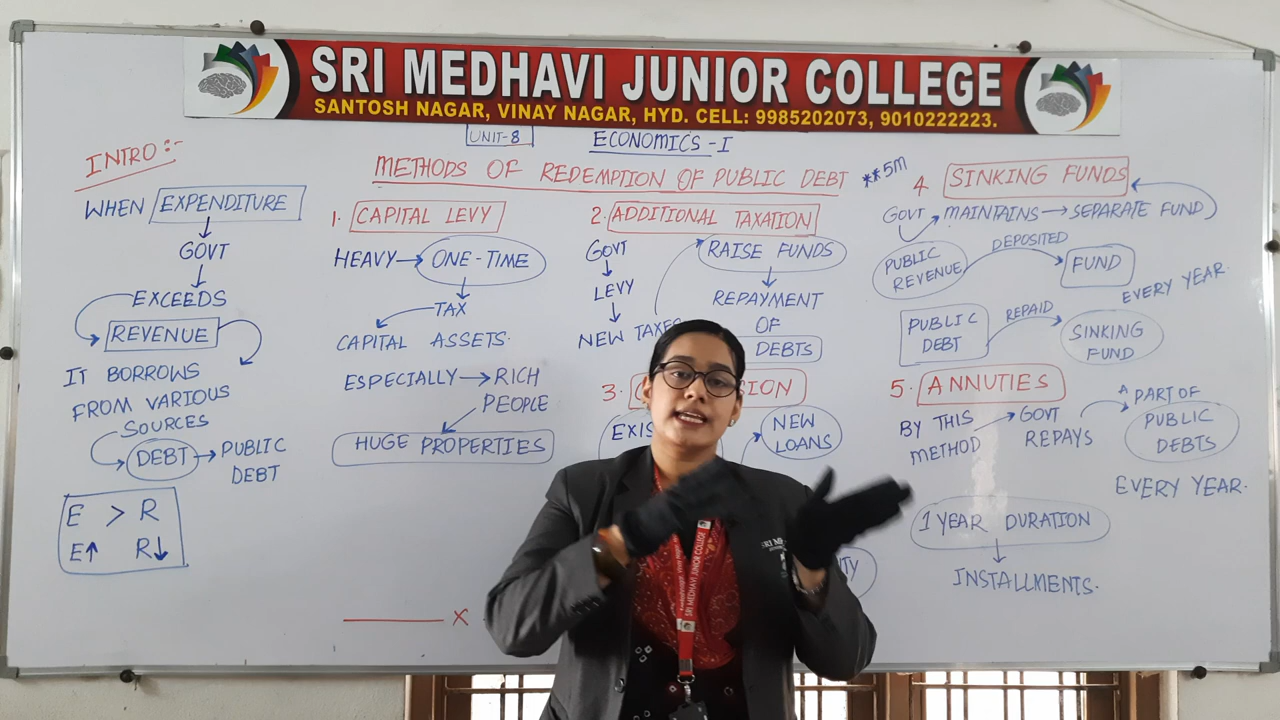 SRI MEDHAVI JUNIOR COLLEGE
SANTOSH NAGAR, VINAY NAGAR, HYD. CELL: 9985202073, 9010222223.
UNIT-8
ECONOMICS-I
METHODS OF REDEMPTION OF PUBLIC DEBT **5M
INTRO:-
WHEN EXPENDITURE
GOVT
EXCEEDS
REVENUE
IT BORROWS
FROM VARIOUS
SOURCES
DEBT → PUBLIC
DEBT
E > R
E↑ R↓
1. CAPITAL LEVY
HEAVY → ONE-TIME
TAX
CAPITAL ASSETS.
ESPECIALLY → RICH
PEOPLE
HUGE PROPERTIES
x
2. ADDITIONAL TAXATION
GOVT
LEVY
NEW TAXES
RAISE FUNDS
REPAYMENT
OF
DEBTS
3.
NEW
LOANS
4. SINKING FUNDS
GOVT MAINTAINS → SEPARATE FUND
PUBLIC
REVENUE
DEPOSITED
FUND
EVERY YEAR.
PUBLIC
DEBT
REPAID
SINKING
FUND
5. ANNUTIES
BY THIS
METHOD
GOVT
REPAYS
A PART OF
PUBLIC
DEBTS
EVERY YEAR.
1 YEAR DURATION
INSTALLMENTS.
SRI MEDHAVI JUNIOR COLLEGE